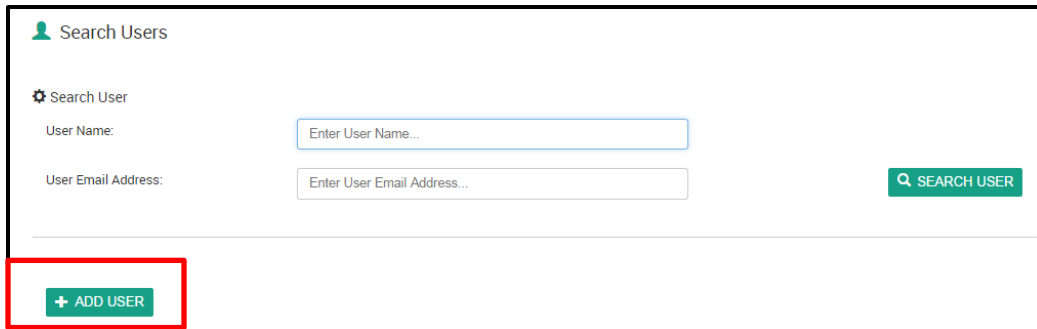 Search Users
Search User
User Name:
Enter User Name...
User Email Address:
Enter User Email Address...
SEARCH USER
ADD USER